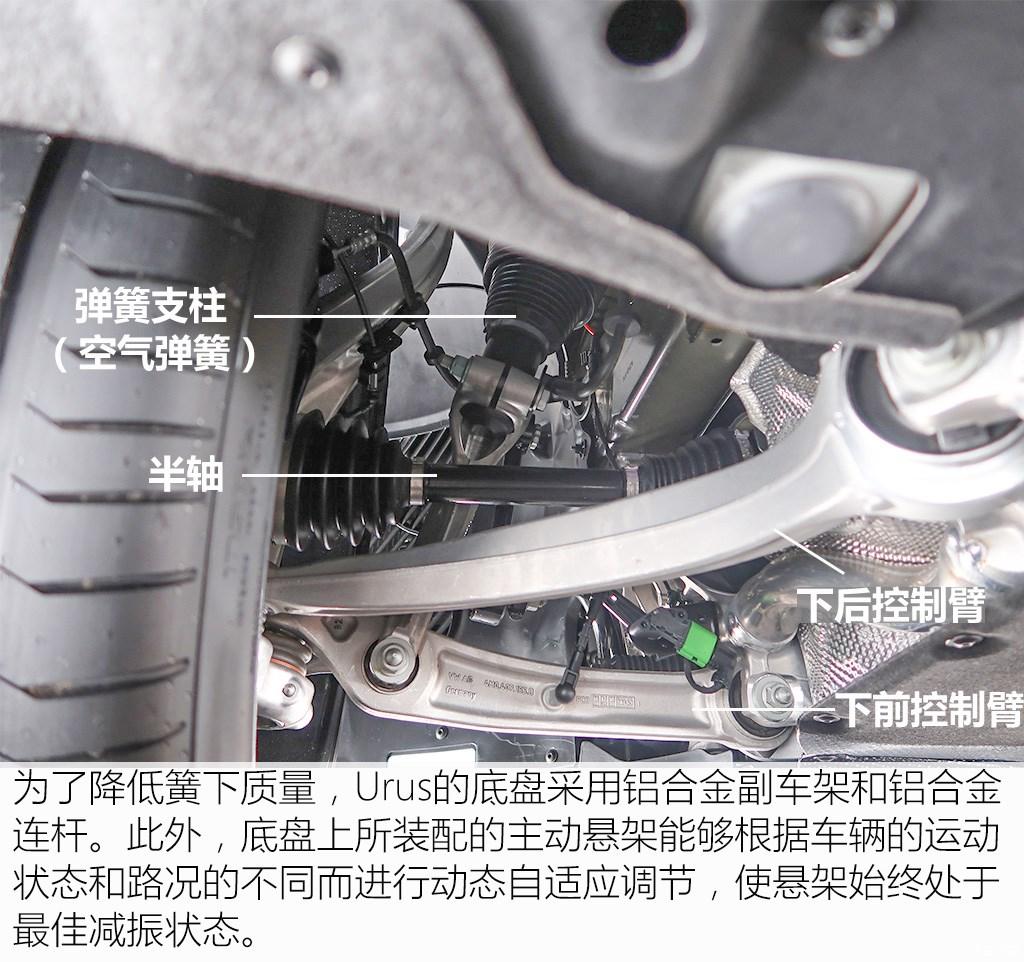 弹簧支柱
（空气弹簧）
半轴
下后控制臂
VW AG
Germany
下前控制臂
为了降低簧下质量，Urus的底盘采用铝合金副车架和铝合金
连杆。此外，底盘上所装配的主动悬架能够根据车辆的运动
状态和路况的不同而进行动态自适应调节，使悬架始终处于
最佳减振状态。